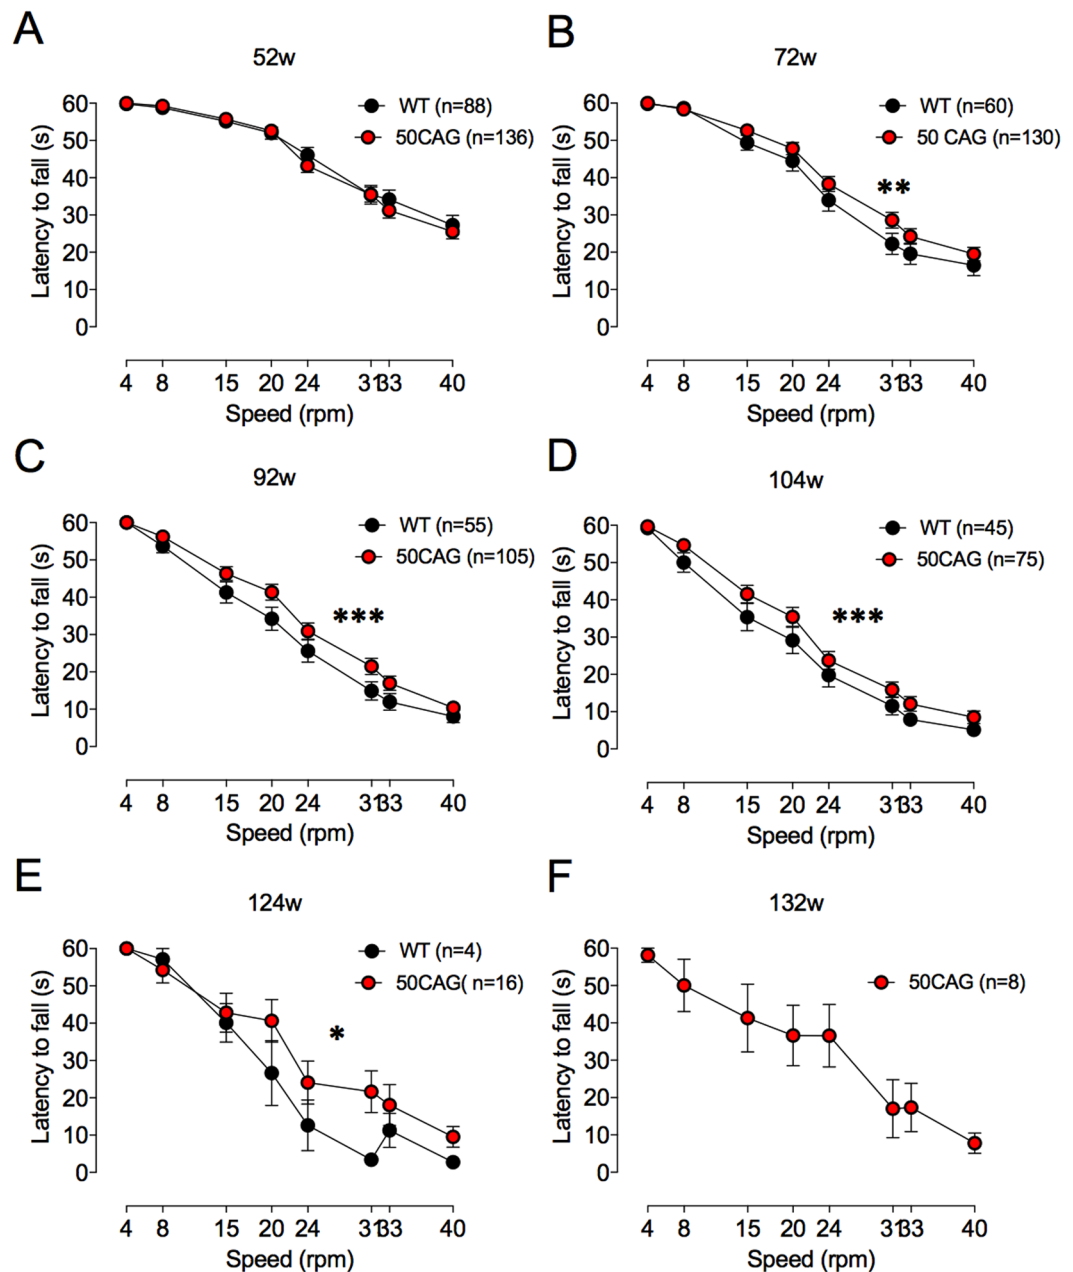 A
52w
60
50
40
30
20
10
0
Latency to fall (s)
WT (n=88)
50CAG (n=136)
4 8 15 20 24 31 33 40
Speed (rpm)
B
72w
60
50
40
30
20
10
0
Latency to fall (s)
WT (n=60)
50 CAG (n=130)
**
4 8 15 20 24 31 33 40
Speed (rpm)
C
92w
60
50
40
30
20
10
0
Latency to fall (s)
WT (n=55)
50CAG (n=105)
***
4 8 15 20 24 31 33 40
Speed (rpm)
D
104w
60
50
40
30
20
10
0
Latency to fall (s)
WT (n=45)
50CAG (n=75)
***
4 8 15 20 24 31 33 40
Speed (rpm)
E
124w
60
50
40
30
20
10
0
Latency to fall (s)
WT (n=4)
50CAG( n=16)
*
4 8 15 20 24 31 33 40
Speed (rpm)
F
132w
60
50
40
30
20
10
0
Latency to fall (s)
50CAG (n=8)
4 8 15 20 24 31 33 40
Speed (rpm)